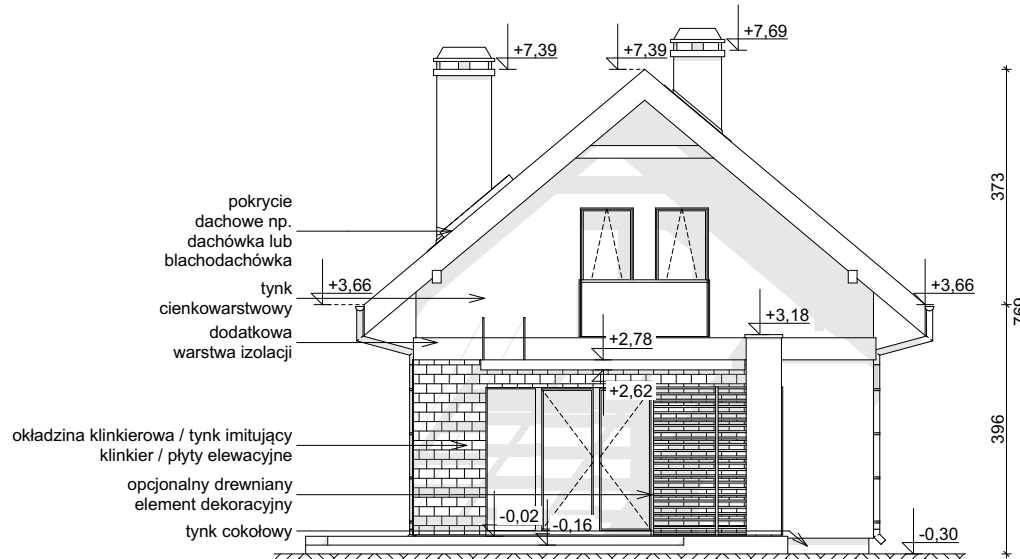 +7,39
+7,39
+7,69
373
pokrycie
dachowe np.
dachówka lub
blachodachówka
+3,66
+3,66
769
tynk
cienkowarstwowy
+3,18
dodatkowa
warstwa izolacji
+2,78
+2,62
396
okładzina klinkierowa / tynk imitujący
klinkier / płyty elewacyjne
opcjonalny drewniany
element dekoracyjny
-0,02
-0,16
tynk cokołowy
-0,30